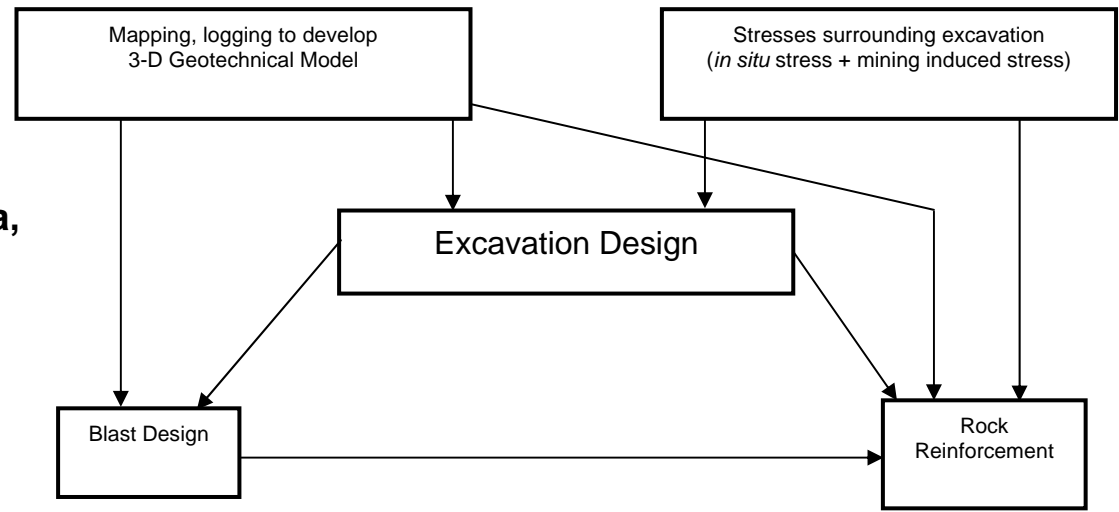 Mapping, logging to develop
3-D Geotechnical Model
Stresses surrounding excavation
(in situ stress + mining induced stress)
a,
Excavation Design
Blast Design
Rock
Reinforcement